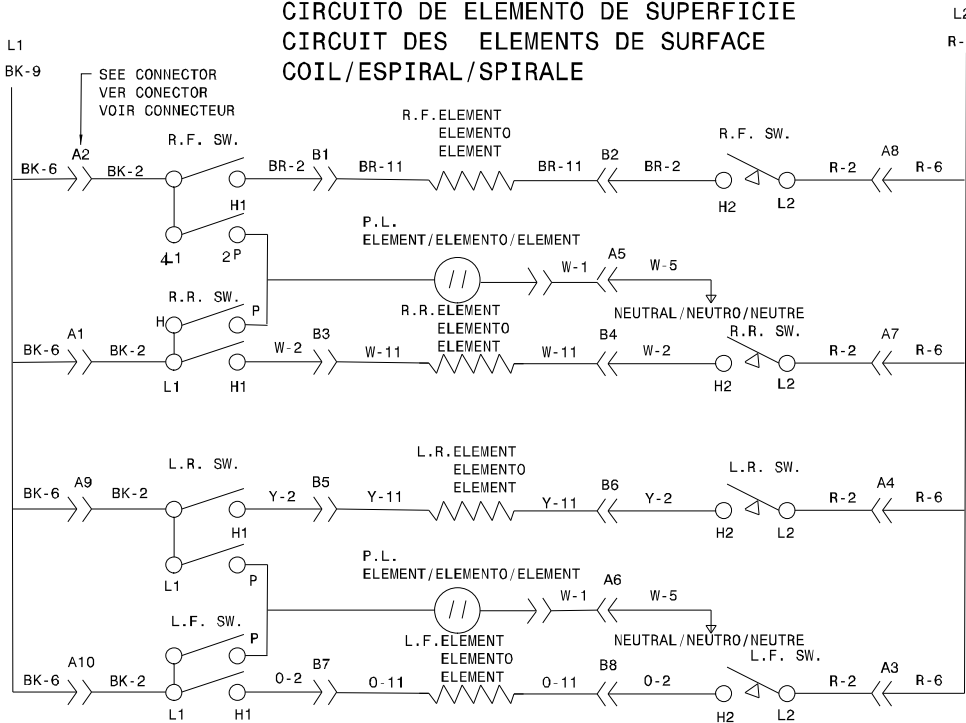 CIRCUITO DE ELEMENTO DE SUPERFICIE
CIRCUIT DES ELEMENTS DE SURFACE
COIL/ESPIRAL/SPIRALE
L1
BK-9
L2
R-
SEE CONNECTOR
VER CONECTOR
VOIR CONNECTEUR
R.F. SW.
R.F.ELEMENT
ELEMENTO
ELEMENT
R.F. SW.
BK-6 A2 BK-2 BR-2 B1 BR-11 BR-11 B2 BR-2 R-2 A8 R-6
H1 H2 L2
P.L.
ELEMENT/ELEMENTO/ELEMENT
4 L1 2 P
W-1 A5 W-5
NEUTRAL/NEUTRO/NEUTRE
R.R. SW.
H P
R.R.ELEMENT
ELEMENTO
ELEMENT
R.R. SW.
BK-6 A1 BK-2 W-2 B3 W-11 W-11 B4 W-2 R-2 A7 R-6
L1 H1 H2 L2
L.R. SW.
L.R.ELEMENT
ELEMENTO
ELEMENT
L.R. SW.
BK-6 A9 BK-2 Y-2 B5 Y-11 Y-11 B6 Y-2 R-2 A4 R-6
H1 H2 L2
P.L.
ELEMENT/ELEMENTO/ELEMENT
L1 P
W-1 A6 W-5
NEUTRAL/NEUTRO/NEUTRE
L.F. SW.
P
L.F.ELEMENT
ELEMENTO
ELEMENT
L.F. SW.
BK-6 A10 BK-2 O-2 B7 O-11 O-11 B8 O-2 R-2 A3 R-6
L1 H1 H2 L2